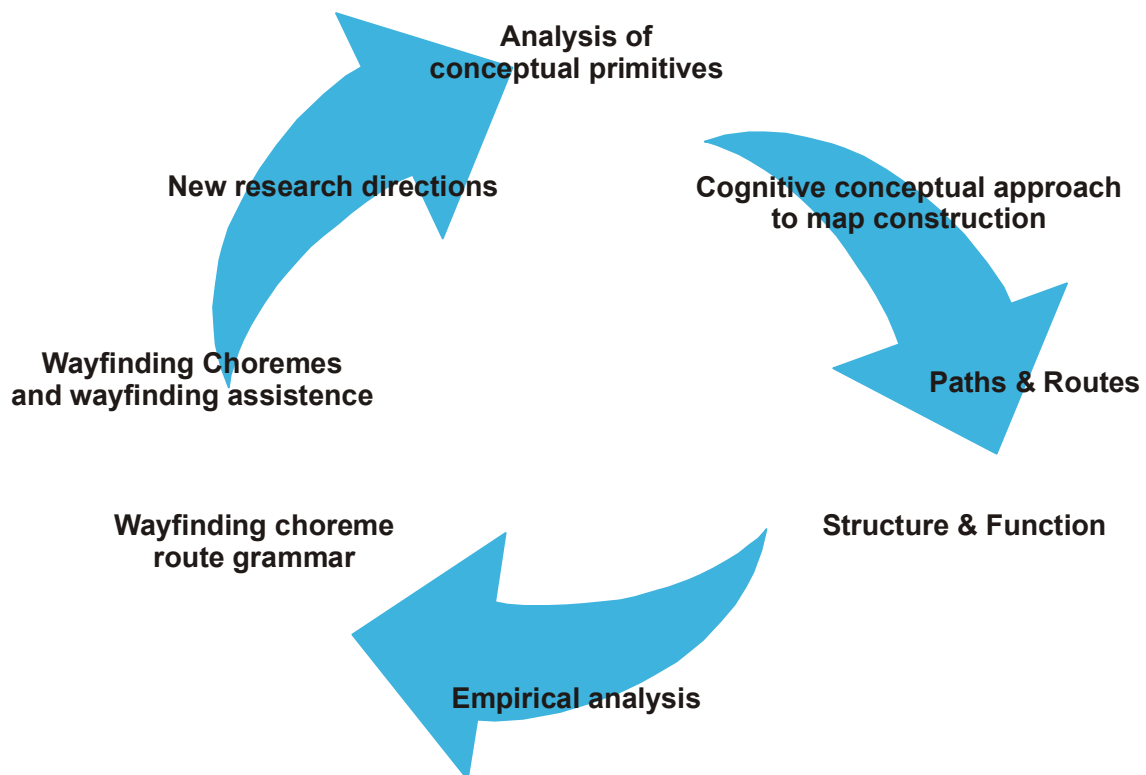 Analysis of
conceptual primitives
New research directions
Cognitive conceptual approach
to map construction
Wayfinding Choremes
and wayfinding assistence
Paths & Routes
Wayfinding choreme
route grammar
Structure & Function
Empirical analysis